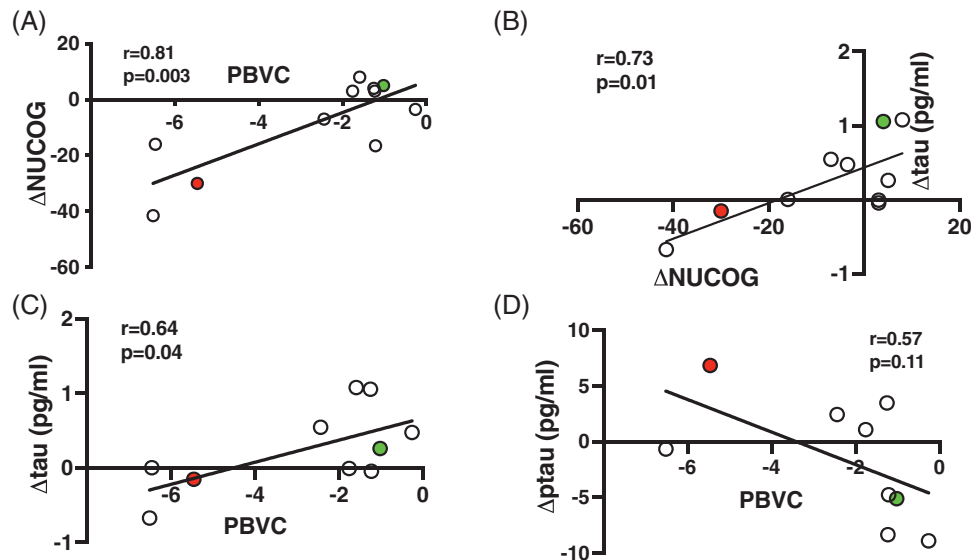 (A)
r=0.81
p=0.003
PBVC
ΔNUCOG
20
0
-20
-40
-60
-6
-4
-2
0
(B)
r=0.73
p=0.01
Δtau (pg/ml)
2
1
-1
-60
-40
-20
20
ΔNUCOG
(C)
r=0.64
p=0.04
Δtau (pg/ml)
2
1
0
-1
-6
-4
-2
0
PBVC
(D)
r=0.57
p=0.11
Δptau (pg/ml)
10
5
0
-5
-10
-6
-4
-2
0
PBVC